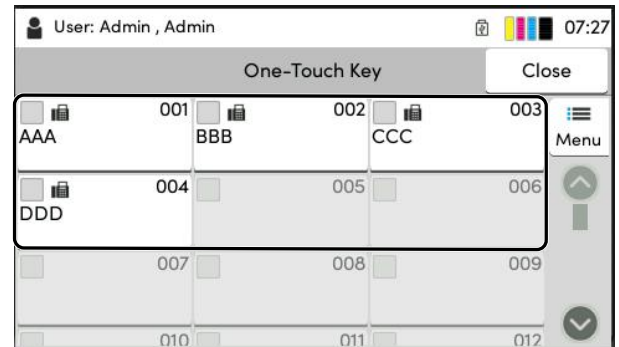 User: Admin , Admin 07:27
One-Touch Key Close
001 002 003
AAA BBB CCC Menu
004 005 006
DDD
007 008 009
010 011 012